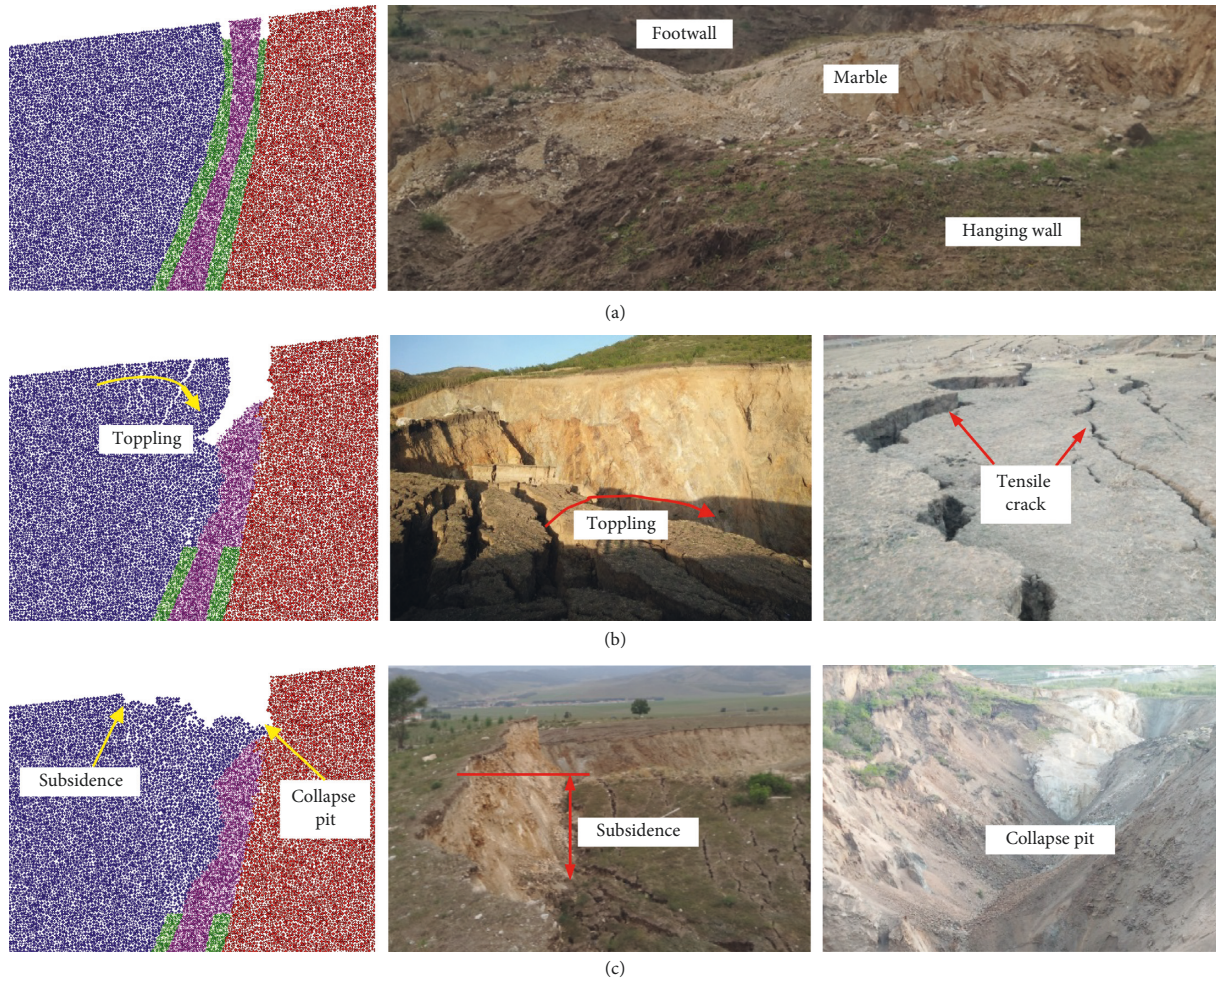 Footwall
Marble
Hanging wall
(a)
Toppling
Toppling
Tensile
crack
(b)
Subsidence
Collapse
pit
Subsidence
Collapse pit
(c)